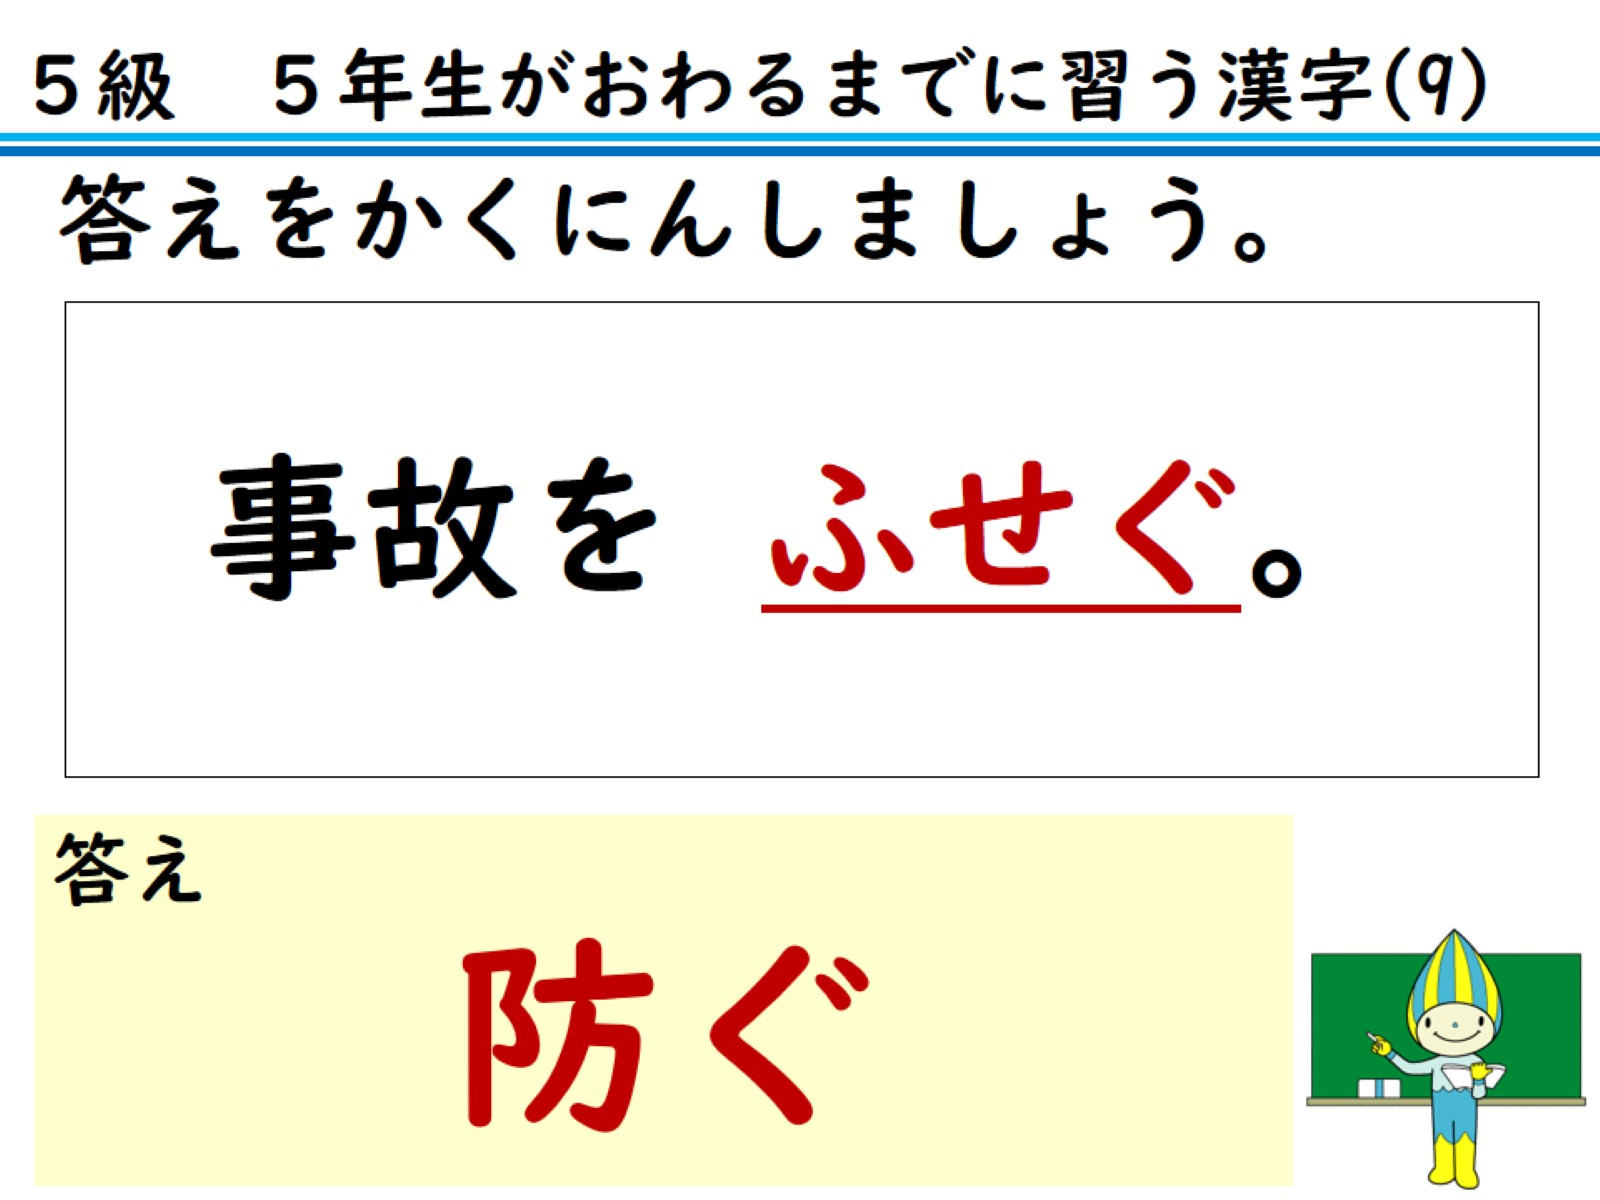 ５級　５年生がおわるまでに習う漢字(9)
答えをかくにんしましょう。
事故を　ふせぐ。
答え
防ぐ